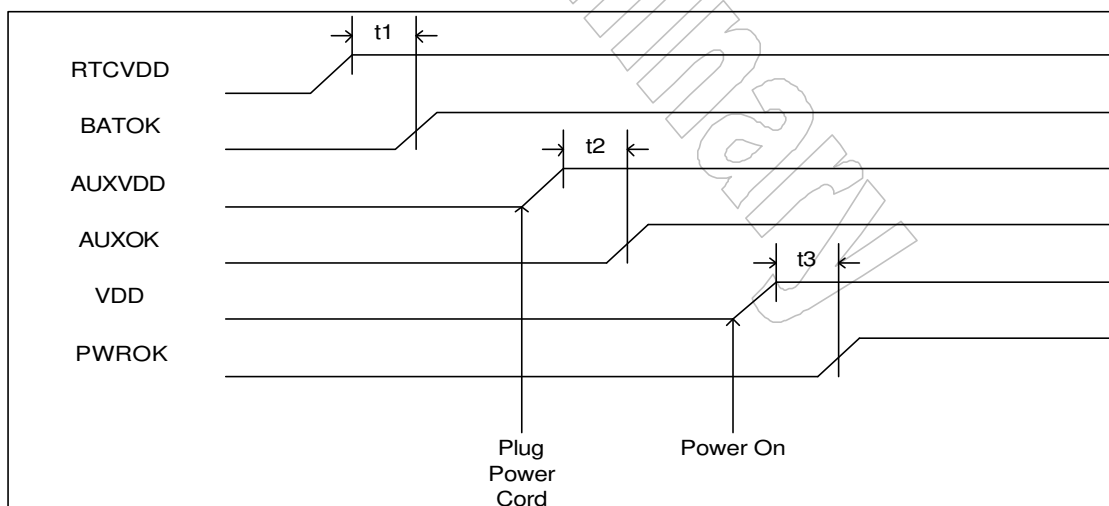 t1
RTCVDD
BATOK
t2
AUXVDD
AUXOK
t3
VDD
PWROK
Plug
Power
Cord
Power On